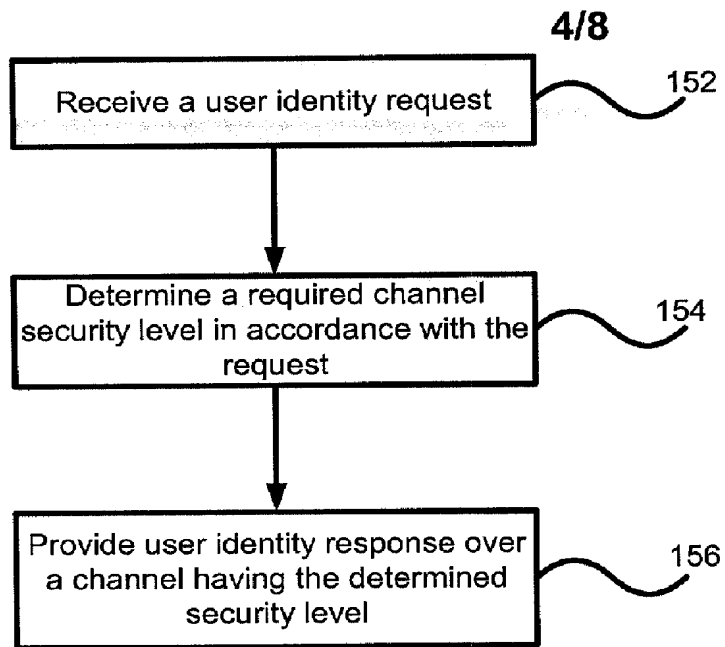 4/8
Receive a user identity request
152
Determine a required channel
security level in accordance with the
request
154
Provide user identity response over
a channel having the determined
security level
156